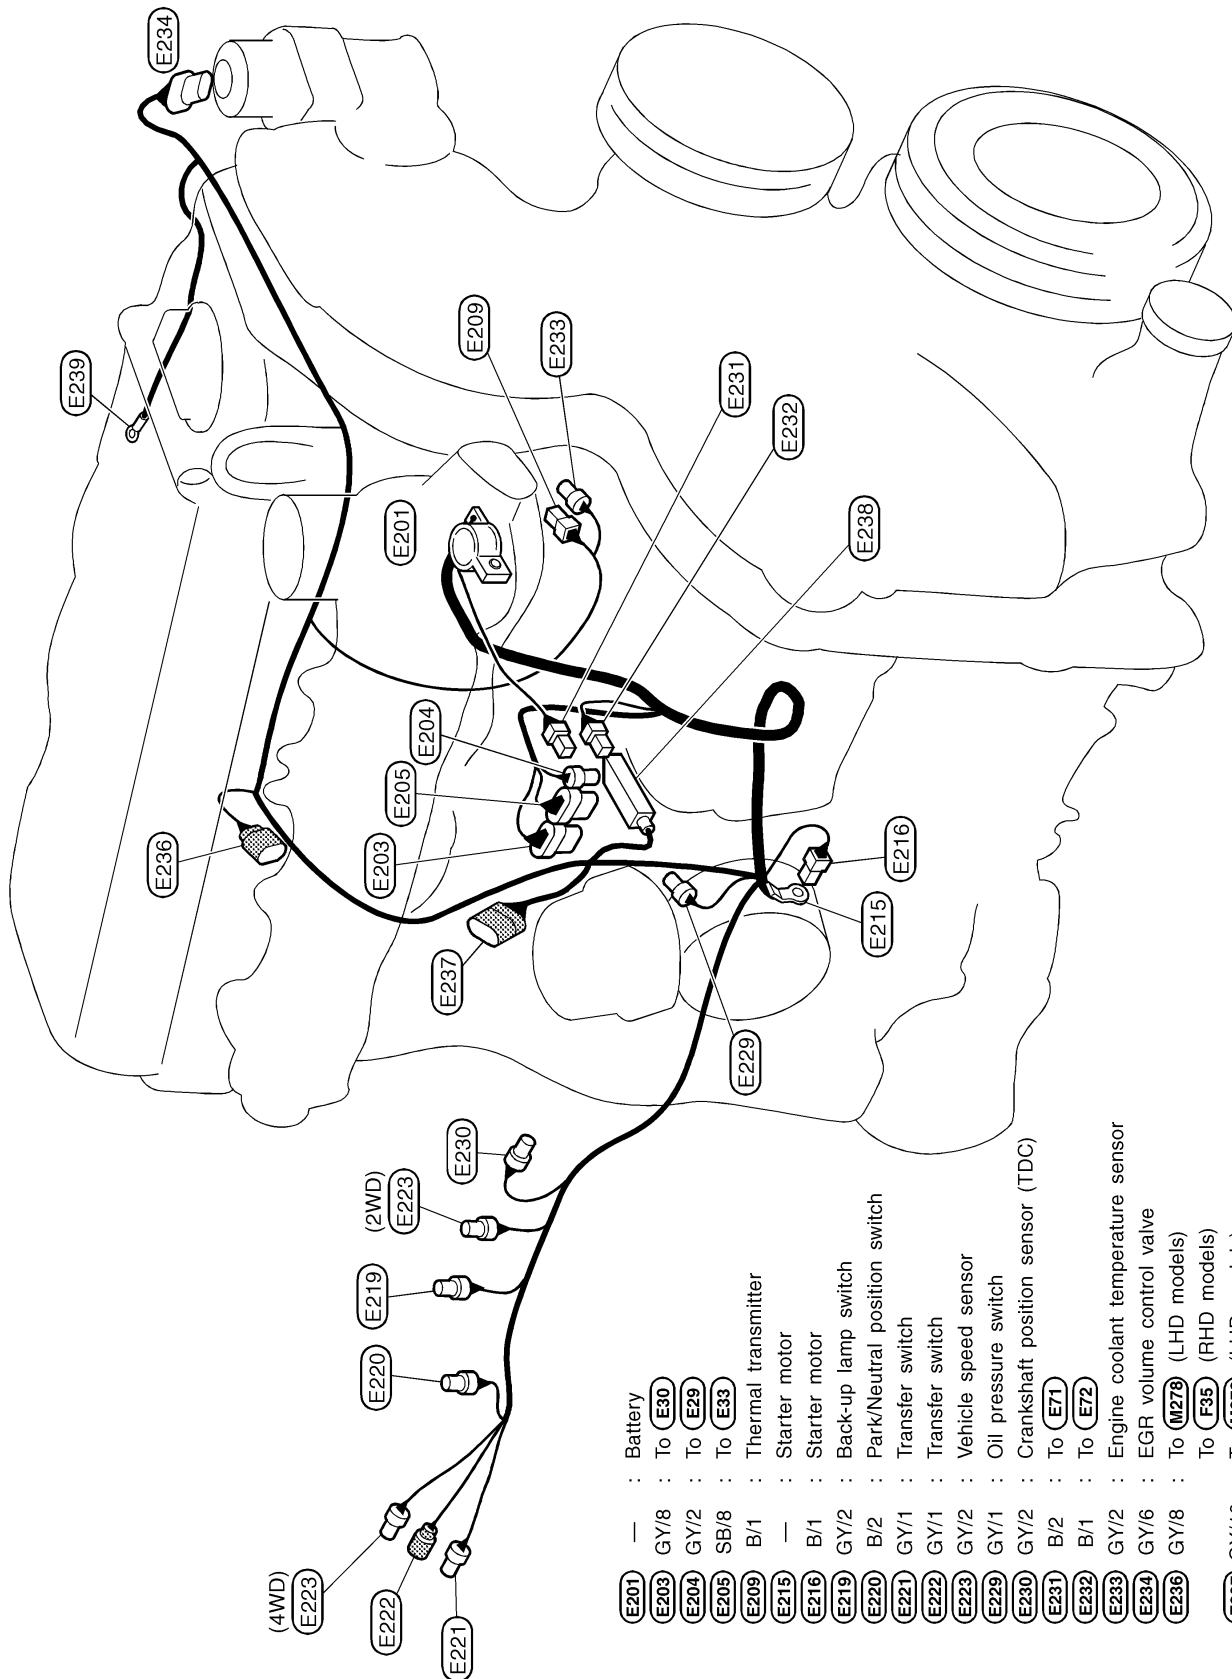 E234
E239
E209
E233
E231
E232
E201
E238
E204
E205
E203
E236
E237
E216
E215
E229
E230
(2WD)
E223
E219
E220
(4WD)
E223
E222
E221
E201 — : Battery
E203 GY/8 : To E30
E204 GY/2 : To E29
E205 SB/8 : To E33
E209 B/1 : Thermal transmitter
E215 — : Starter motor
E216 B/1 : Starter motor
E219 GY/2 : Back-up lamp switch
E220 B/2 : Park/Neutral position switch
E221 GY/1 : Transfer switch
E222 GY/1 : Transfer switch
E223 GY/2 : Vehicle speed sensor
E229 GY/1 : Oil pressure switch
E230 GY/2 : Crankshaft position sensor (TDC)
E231 B/2 : To E71
E232 B/1 : To E72
E233 GY/2 : Engine coolant temperature sensor
E234 GY/6 : EGR volume control valve
E236 GY/8 : To M278 (LHD models)
To F35 (RHD models)